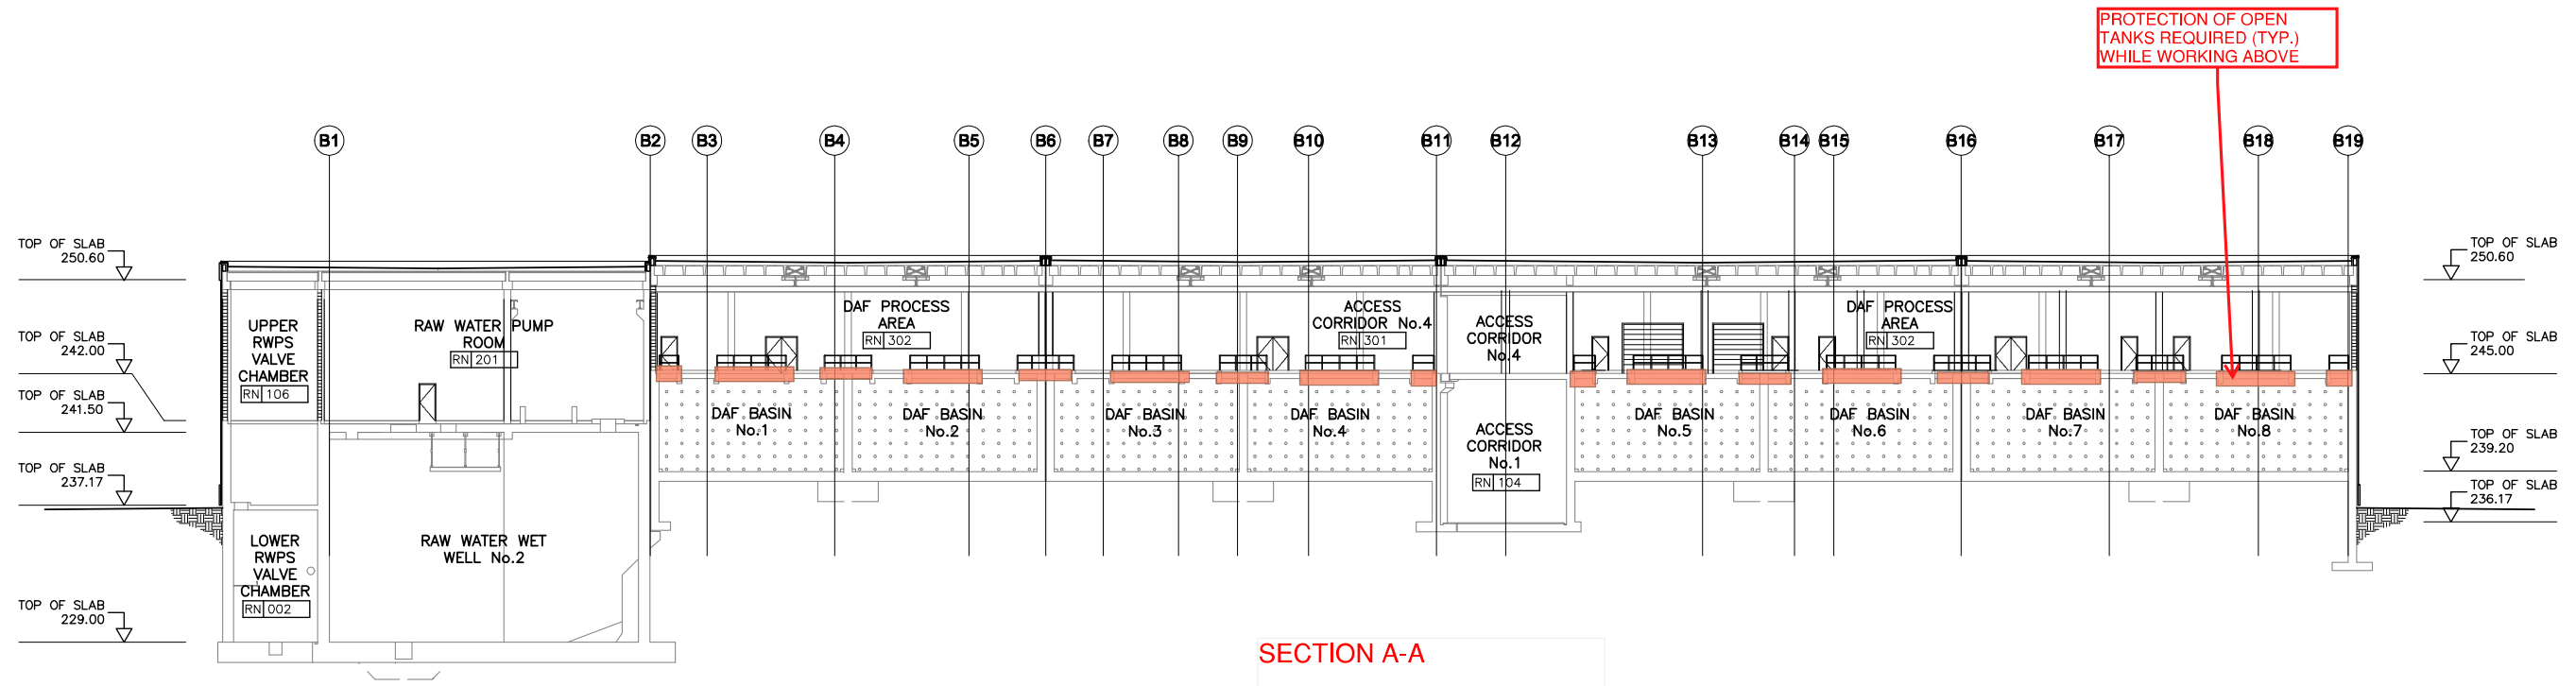 PROTECTION OF OPEN
TANKS REQUIRED (TYP.)
WHILE WORKING ABOVE
B1
B2
B3
B4
B5
B6
B7
B8
B9
B10
B11
B12
B13
B14
B15
B16
B17
B18
B19
TOP OF SLAB
250.60
TOP OF SLAB
242.00
TOP OF SLAB
241.50
TOP OF SLAB
237.17
TOP OF SLAB
229.00
UPPER
RWPS
VALVE
CHAMBER
RN 106
RAW WATER PUMP
ROOM
RN 201
DAF PROCESS
AREA
RN 302
ACCESS
CORRIDOR No.4
RN 301
ACCESS
CORRIDOR
No.4
DAF PROCESS
AREA
RN 302
DAF BASIN
No.1
DAF BASIN
No.2
DAF BASIN
No.3
DAF BASIN
No.4
ACCESS
CORRIDOR
No.1
RN 104
DAF BASIN
No.5
DAF BASIN
No.6
DAF BASIN
No.7
DAF BASIN
No.8
LOWER
RWPS
VALVE
CHAMBER
RN 002
RAW WATER WET
WELL No.2
TOP OF SLAB
250.60
TOP OF SLAB
245.00
TOP OF SLAB
239.20
TOP OF SLAB
236.17
SECTION A-A